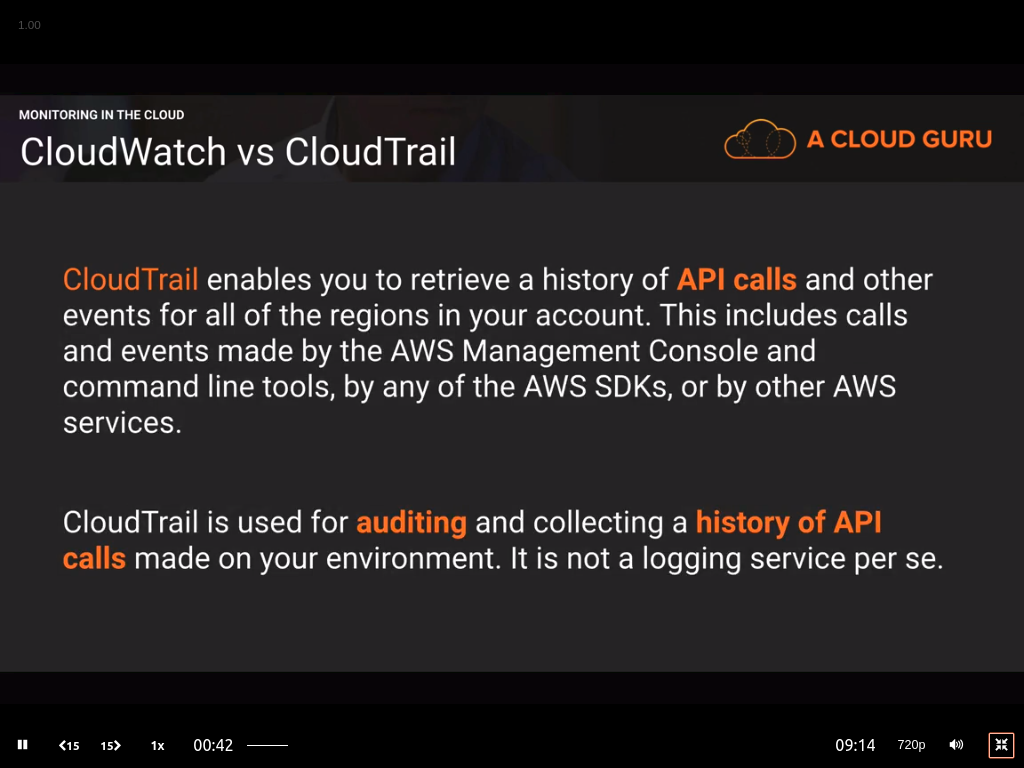 1.00
MONITORING IN THE CLOUD
CloudWatch vs CloudTrail
A CLOUD GURU
CloudTrail enables you to retrieve a history of API calls and other
events for all of the regions in your account. This includes calls
and events made by the AWS Management Console and
command line tools, by any of the AWS SDKs, or by other AWS
services.
CloudTrail is used for auditing and collecting a history of API
calls made on your environment. It is not a logging service per se.
15 15 1x 00:42 09:14 720p